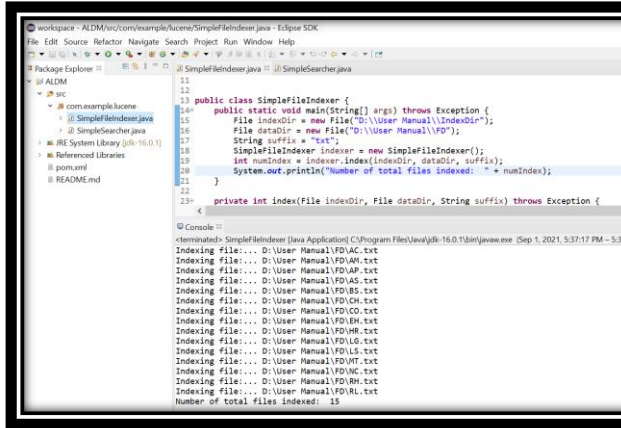 workspace - ALDM/src/com/example/lucene/SimpleFileIndexer.java - Eclipse SDK
File Edit Source Refactor Navigate Search Project Run Window Help
Package Explorer
ALDM
src
com.example.lucene
SimpleFileIndexer.java
SimpleSearcher.java
JRE System Library [jdk-16.0.1]
Referenced Libraries
pom.xml
README.md
SimpleFileIndexer.java SimpleSearcher.java
11
12
13 public class SimpleFileIndexer {
14 public static void main(String[] args) throws Exception {
15 File indexDir = new File("D:\\User Manual\\IndexDir");
16 File dataDir = new File("D:\\User Manual\\FD");
17 String suffix = "txt";
18 SimpleFileIndexer indexer = new SimpleFileIndexer();
19 int numIndex = indexer.index(indexDir, dataDir, suffix);
20 System.out.println("Number of total files indexed: " + numIndex);
21 }
22
23 private int index(File indexDir, File dataDir, String suffix) throws Exception {
Console
<terminated> SimpleFileIndexer [Java Application] C:\Program Files\Java\jdk-16.0.1\bin\javaw.exe (Sep 1, 2021, 5:37:17 PM – 5:3
Indexing file:... D:\User Manual\FD\AC.txt
Indexing file:... D:\User Manual\FD\AM.txt
Indexing file:... D:\User Manual\FD\AP.txt
Indexing file:... D:\User Manual\FD\AS.txt
Indexing file:... D:\User Manual\FD\BS.txt
Indexing file:... D:\User Manual\FD\CH.txt
Indexing file:... D:\User Manual\FD\CO.txt
Indexing file:... D:\User Manual\FD\EH.txt
Indexing file:... D:\User Manual\FD\HR.txt
Indexing file:... D:\User Manual\FD\LG.txt
Indexing file:... D:\User Manual\FD\LS.txt
Indexing file:... D:\User Manual\FD\MT.txt
Indexing file:... D:\User Manual\FD\NC.txt
Indexing file:... D:\User Manual\FD\RH.txt
Indexing file:... D:\User Manual\FD\RL.txt
Number of total files indexed: 15